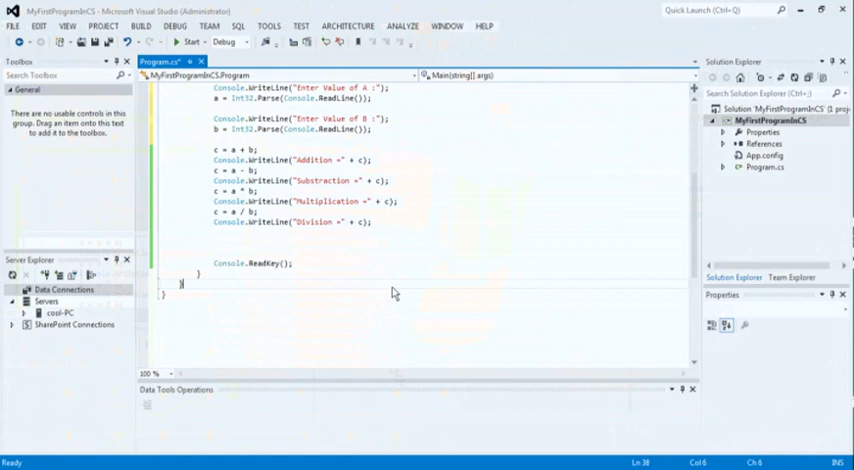 MyFirstProgramInCS - Microsoft Visual Studio (Administrator)
Quick Launch (Ctrl+Q)
FILE EDIT VIEW PROJECT BUILD DEBUG TEAM SQL TOOLS TEST ARCHITECTURE ANALYZE WINDOW HELP
Start Debug
Toolbox
Search Toolbox
General
There are no usable controls in this
group. Drag an item onto this text
to add it to the toolbox.
Server Explorer
Data Connections
Servers
cool-PC
SharePoint Connections
Program.cs*
MyFirstProgramInCS.Program
Main(string[] args)
Console.WriteLine("Enter Value of A :");
a = Int32.Parse(Console.ReadLine());
Console.WriteLine("Enter Value of B :");
b = Int32.Parse(Console.ReadLine());
c = a + b;
Console.WriteLine("Addition =" + c);
c = a - b;
Console.WriteLine("Substraction =" + c);
c = a * b;
Console.WriteLine("Multiplication =" + c);
c = a / b;
Console.WriteLine("Division =" + c);
Console.ReadKey();
}
}
}
100 %
Data Tools Operations
Solution Explorer
Search Solution Explorer (Ctrl+;)
Solution 'MyFirstProgramInCS' (1 proj
MyFirstProgramInCS
Properties
References
App.config
Program.cs
Solution Explorer Team Explorer
Properties
Ready
Ln 38 Col 6 Ch 6 INS